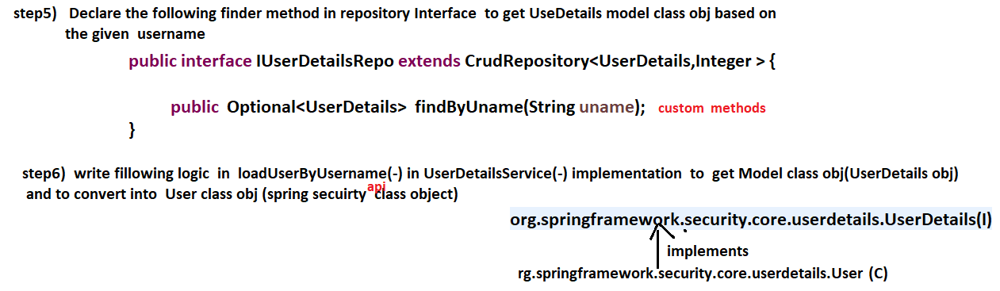 step5) Declare the following finder method in repository Interface to get UseDetails model class obj based on
the given username
public interface IUserDetailsRepo extends CrudRepository<UserDetails,Integer > {
public Optional<UserDetails> findByUname(String uname); custom methods
}
step6) write fillowing logic in loadUserByUsername(-) in UserDetailsService(-) implementation to get Model class obj(UserDetails obj)
and to convert into User class obj (spring secuirty api class object)
org.springframework.security.core.userdetails.UserDetails(I)
implements
rg.springframework.security.core.userdetails.User (C)